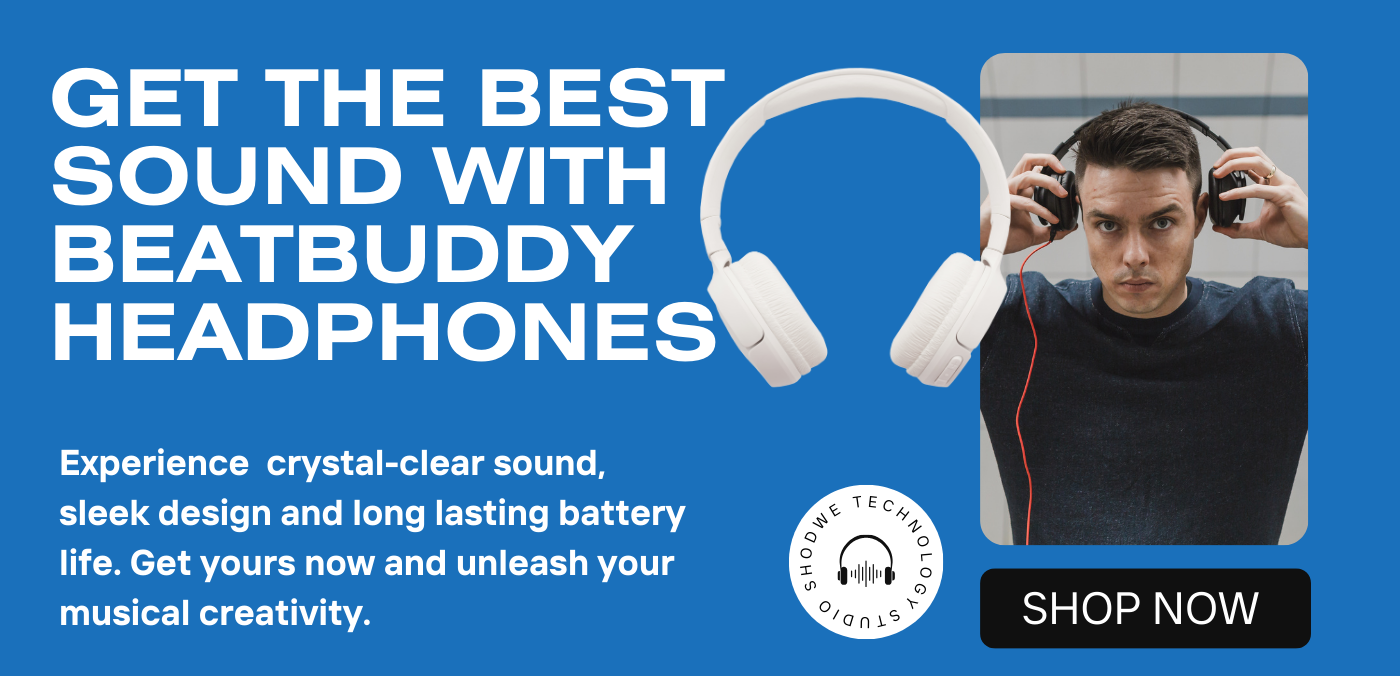 GET THE BEST
SOUND WITH
BEATBUDDY
HEADPHONES
Experience  crystal-clear sound,
sleek design and long lasting battery
life. Get yours now and unleash your
musical creativity.
SHODWE TECHNOLOGY STUDIO
SHOP NOW